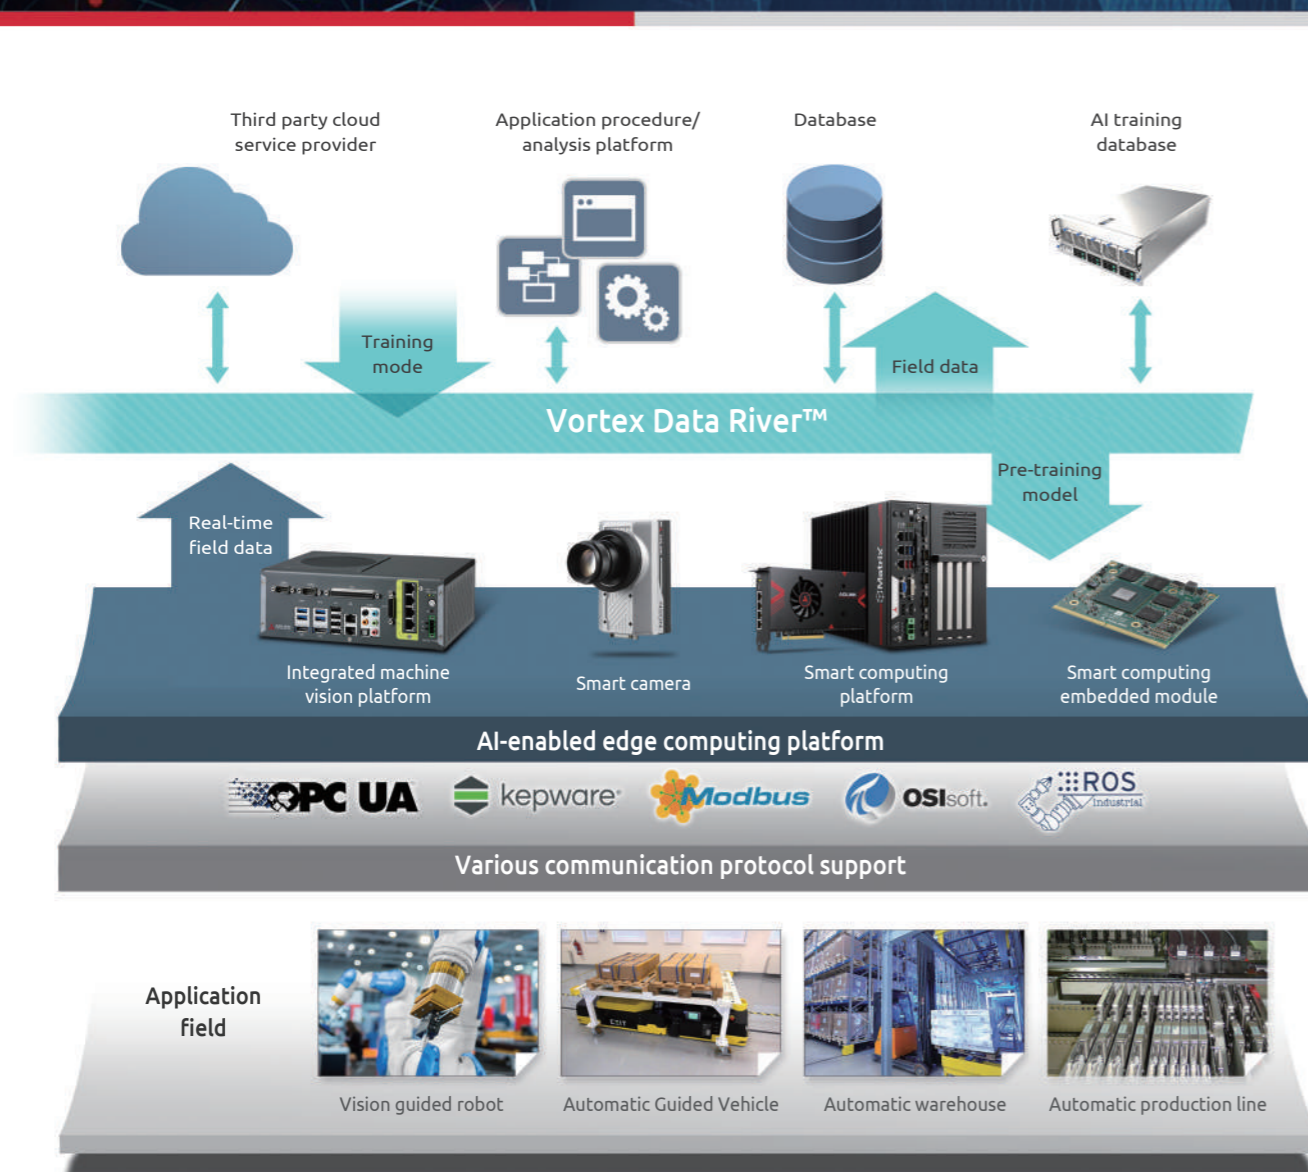 Third party cloud
service provider
Application procedure/
analysis platform
Database
AI training
database
Training
mode
Field data
Vortex Data River™
Pre-training
model
Real-time
field data
Matrix
Integrated machine
vision platform
Smart camera
Smart computing
platform
Smart computing
embedded module
AI-enabled edge computing platform
OPC UA
kepware
Modbus
OSIsoft.
ROS
Industrial
Various communication protocol support
Application
field
Vision guided robot
Automatic Guided Vehicle
Automatic warehouse
Automatic production line